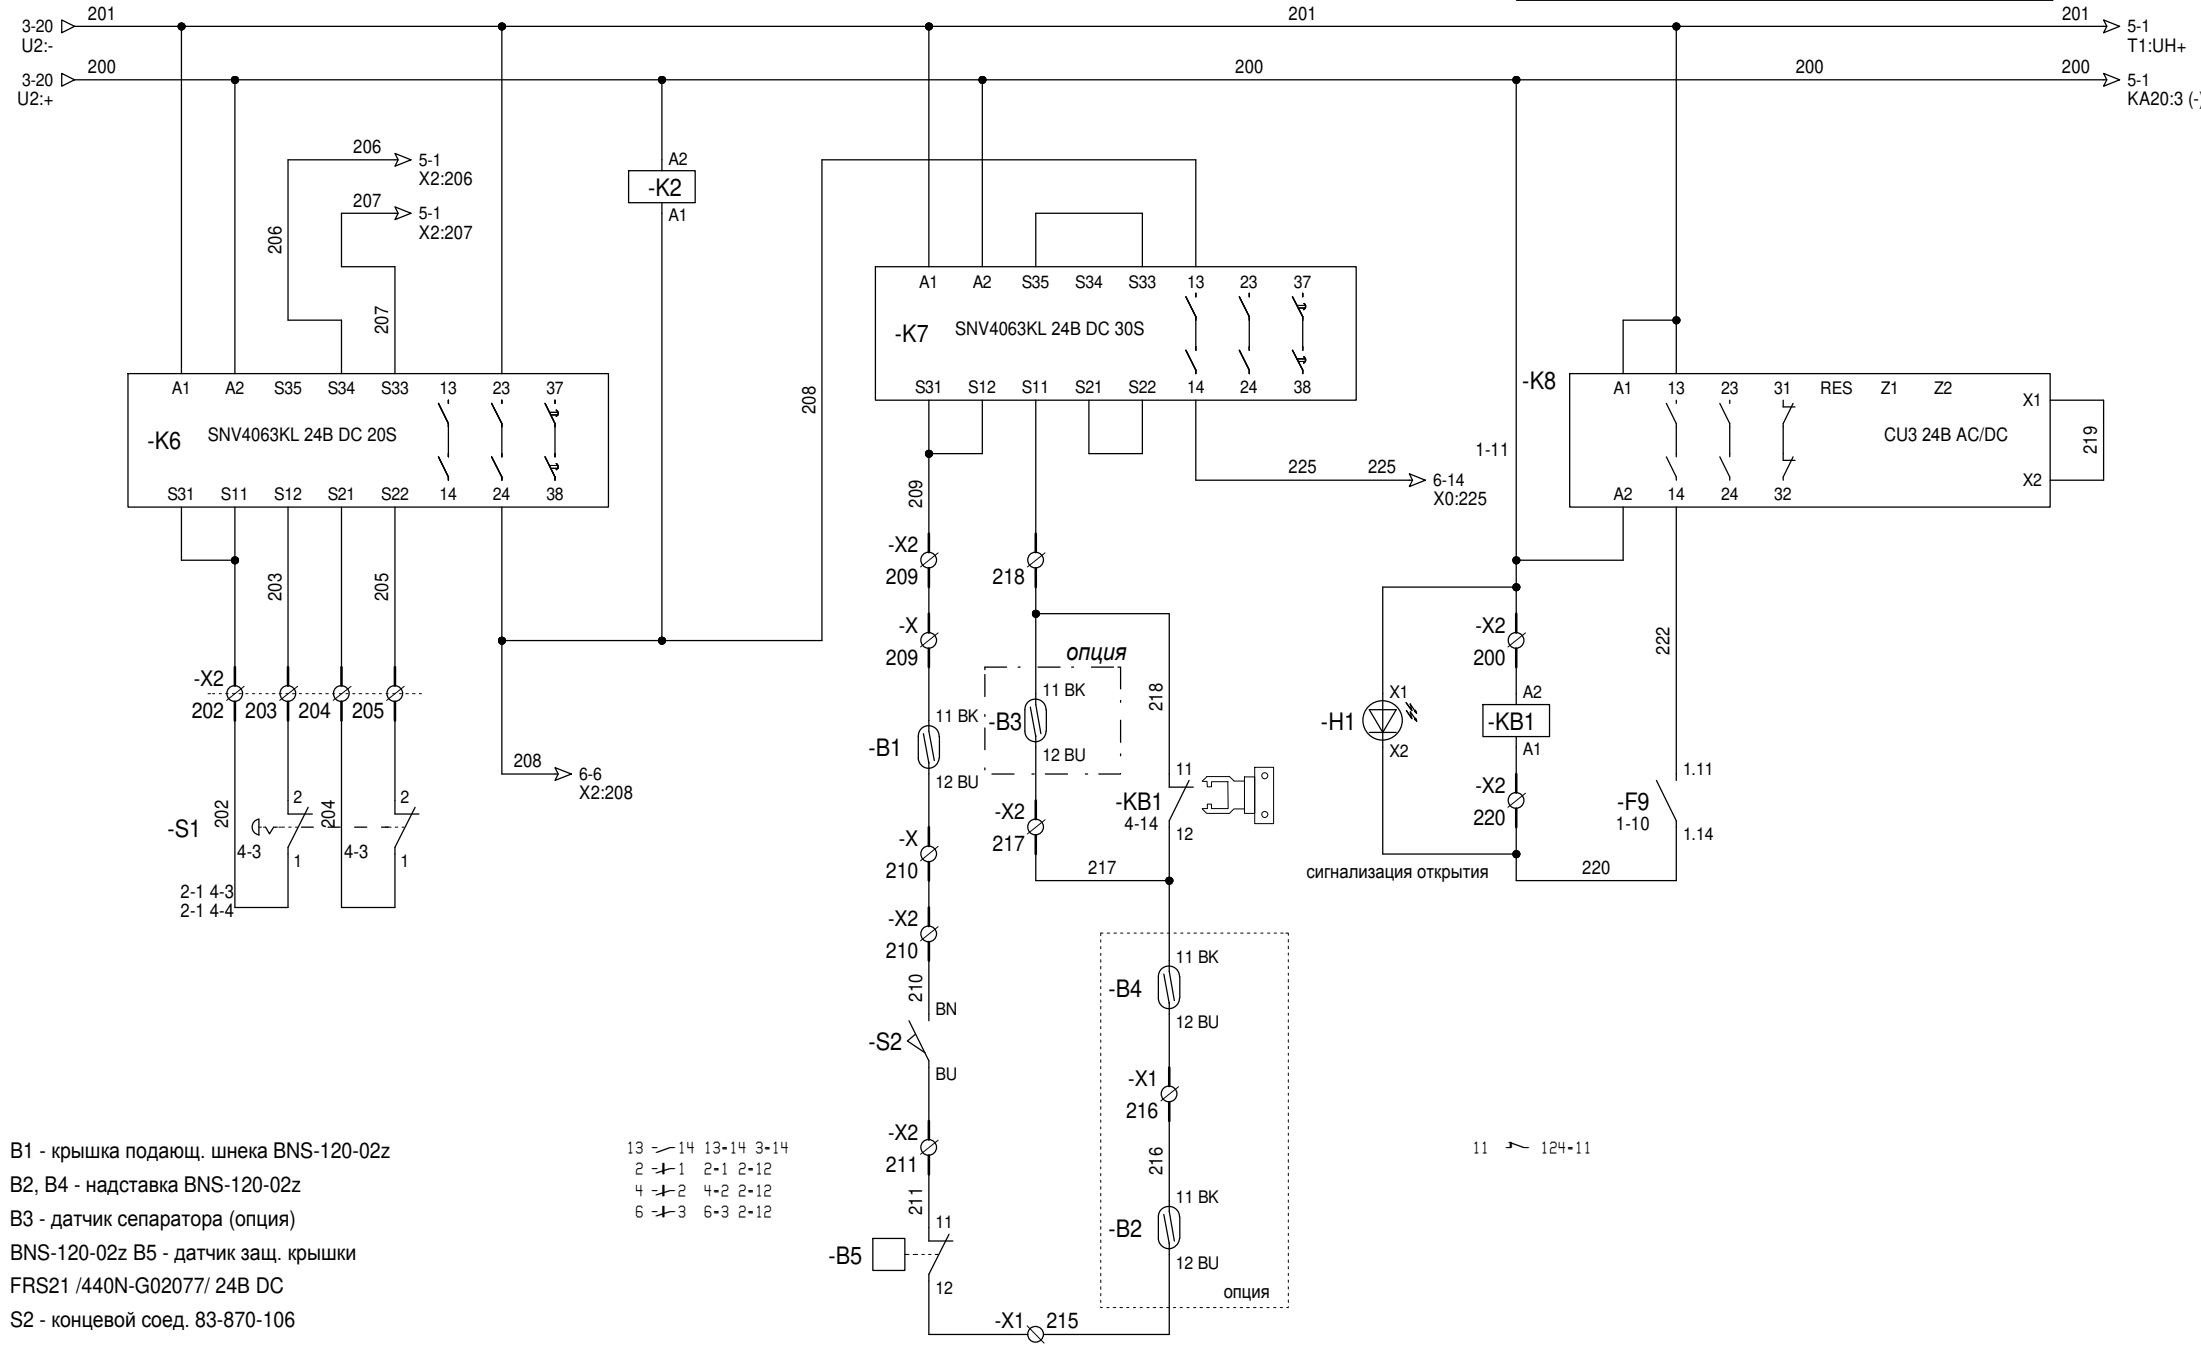 201
201
201
3-20
U2:-
5-1
T1:UH+
200
200
200
200
3-20
U2:+
5-1
KA20:3 (-)
206
5-1
X2:206
207
5-1
X2:207
206
207
A2
-K2
A1
A1 A2 S35 S34 S33 13 23 37
-K6
SNV4063KL 24В DC 20S
S31 S11 S12 S21 S22 14 24 38
203
205
-X2
202 203 204 205
208
6-6
X2:208
-S1
202
204
2
2
4-3
4-3
1
1
2-1 4-3
2-1 4-4
208
A1 A2 S35 S34 S33 13 23 37
-K7
SNV4063KL 24В DC 30S
S31 S12 S11 S21 S22 14 24 38
225 225
6-14
X0:225
209
-X2
209
218
-X
209
опция
11 BK
-B1
12 BU
11 BK
-B3
12 BU
218
-X2
217
11
-KB1
4-14
12
217
-X
210
-X2
210
210
BN
-S2
BU
-X2
211
211
11
-B5
12
-X1 215
11 BK
-B4
12 BU
-X1
216
216
11 BK
-B2
12 BU
опция
1-11
-K8
A1 13 23 31 RES Z1 Z2
X1
CU3 24В AC/DC
219
X2
A2 14 24 32
222
-X2
200
X1
-H1
X2
A2
-KB1
A1
-X2
220
1.11
-F9
1-10
1.14
сигнализация открытия
220
B1 - крышка подающ. шнека BNS-120-02z
B2, B4 - надставка BNS-120-02z
B3 - датчик сепаратора (опция)
BNS-120-02z B5 - датчик защ. крышки
FRS21 /440N-G02077/ 24В DC
S2 - концевой соед. 83-870-106
13 14 13-14 3-14
2 1 2-1 2-12
4 2 4-2 2-12
6 3 6-3 2-12
11 124-11